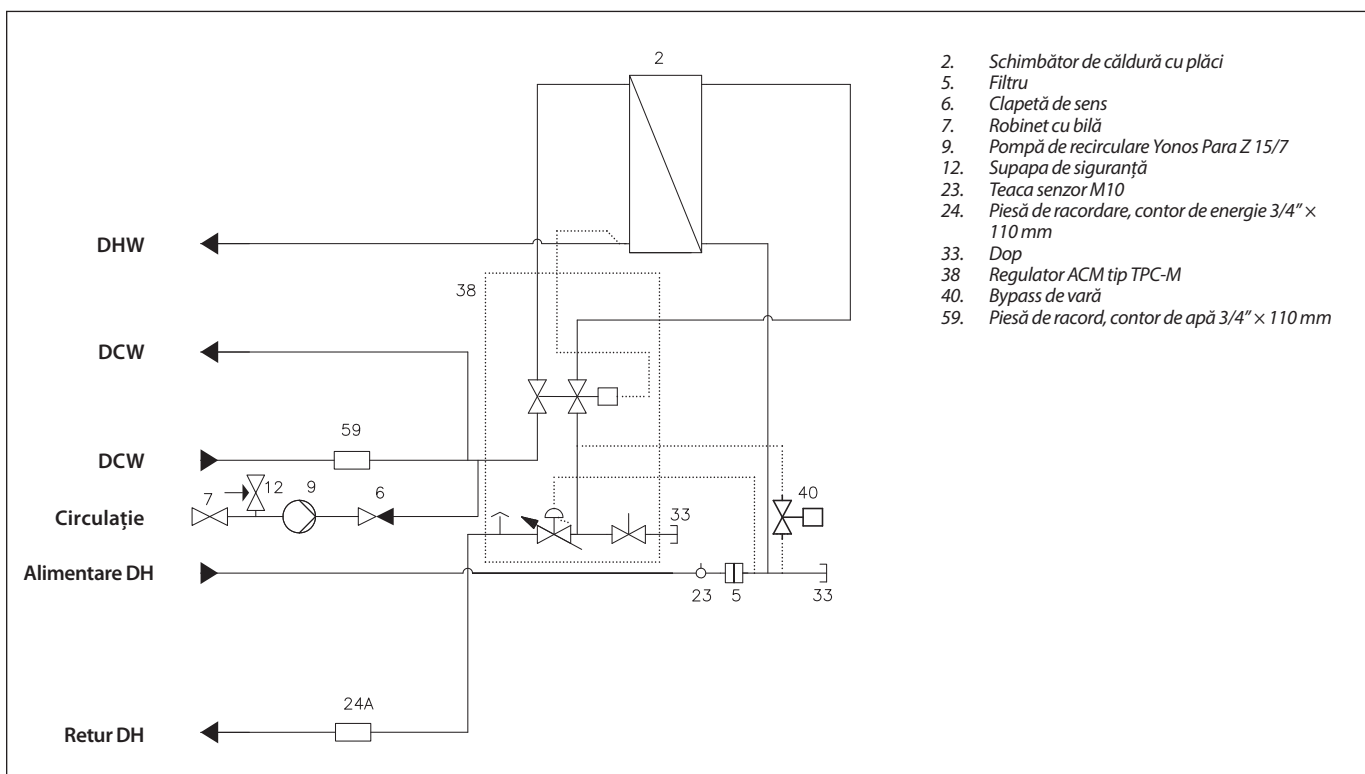 2
2. Schimbător de căldură cu plăci
5. Filtru
6. Clapetă de sens
7. Robinet cu bilă
9. Pompă de recirculare Yonos Para Z 15/7
12. Supapa de siguranță
23. Teaca senzor M10
24. Piesă de racordare, contor de energie 3/4” ×
110 mm
33. Dop
38 Regulator ACM tip TPC-M
40. Bypass de vară
59. Piesă de racord, contor de apă 3/4” × 110 mm
DHW
38
DCW
59
DCW
7
12
9
6
40
33
Circulație
Alimentare DH
23
5
33
24A
Retur DH